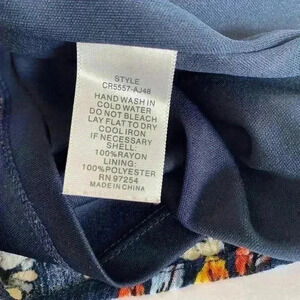 STYLE
CR5557-AJ48
HAND WASH IN
COLD WATER
DO NOT BLEACH
LAY FLAT TO DRY
COOL IRON
IF NECESSARY
SHELL:
100%RAYON
LINING:
100%POLYESTER
RN 97254
MADE IN CHINA